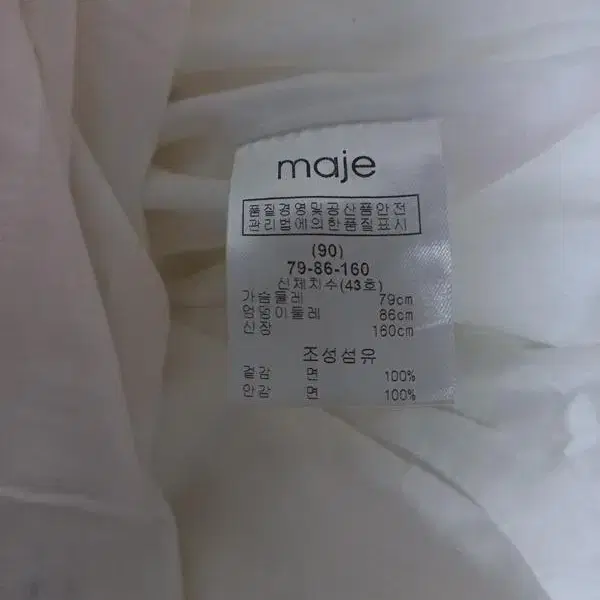 maje
품질경영및공산품안전
관리법에의한품질표시
(90)
79-86-160
신체치수(43호)
가슴둘레 79cm
엉덩이둘레 86cm
신장 160cm
조성섬유
겉감 면 100%
안감 면 100%